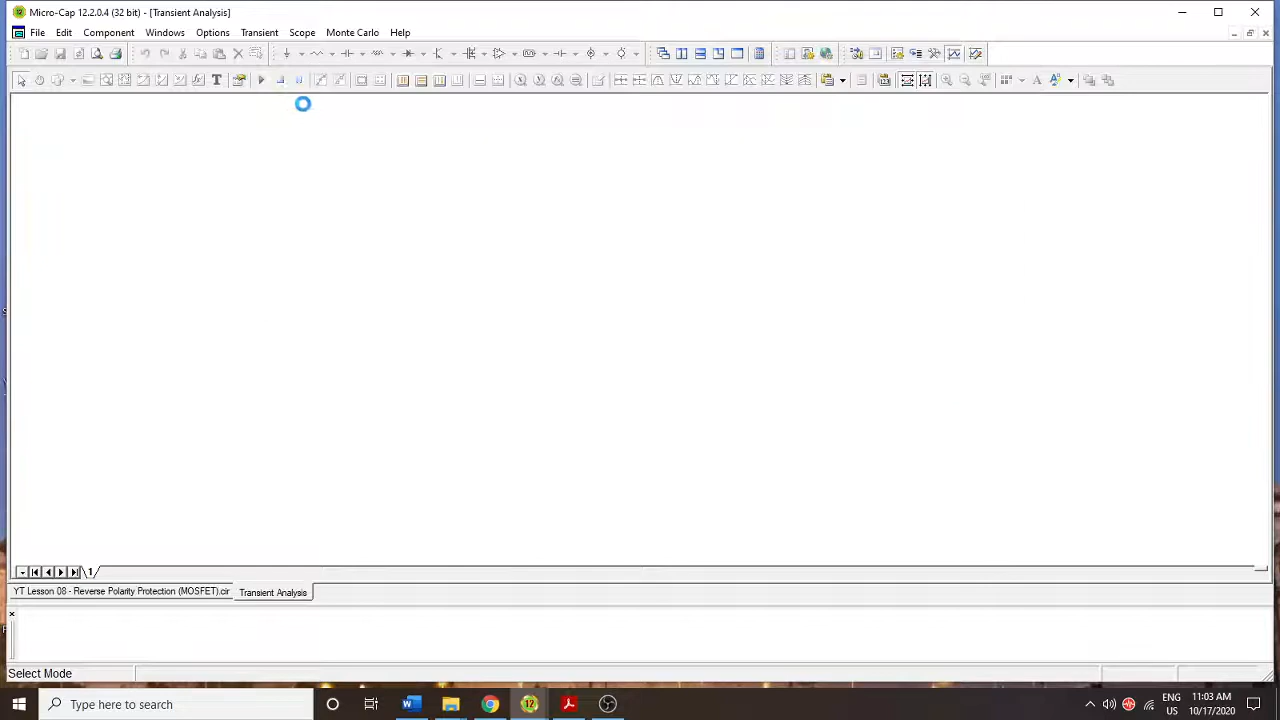 Micro-Cap 12.2.0.4 (32 bit) - [Transient Analysis]
File Edit Component Windows Options Transient Scope Monte Carlo Help
1
YT Lesson 08 - Reverse Polarity Protection (MOSFET).cir Transient Analysis
Select Mode
Type here to search
ENG
US
11:03 AM
10/17/2020